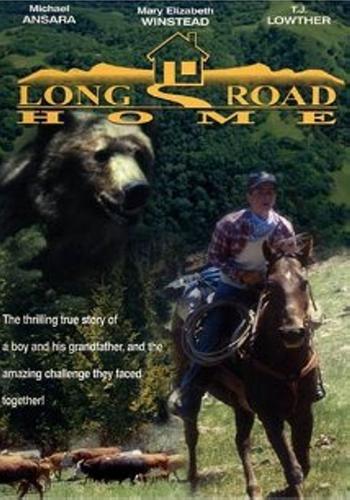 Michael Mary Elizabeth T.J.
ANSARA WINSTEAD LOWTHER
LONG ROAD
HOME
The thrilling true story of
a boy and his grandfather, and the
amazing challenge they faced
together!